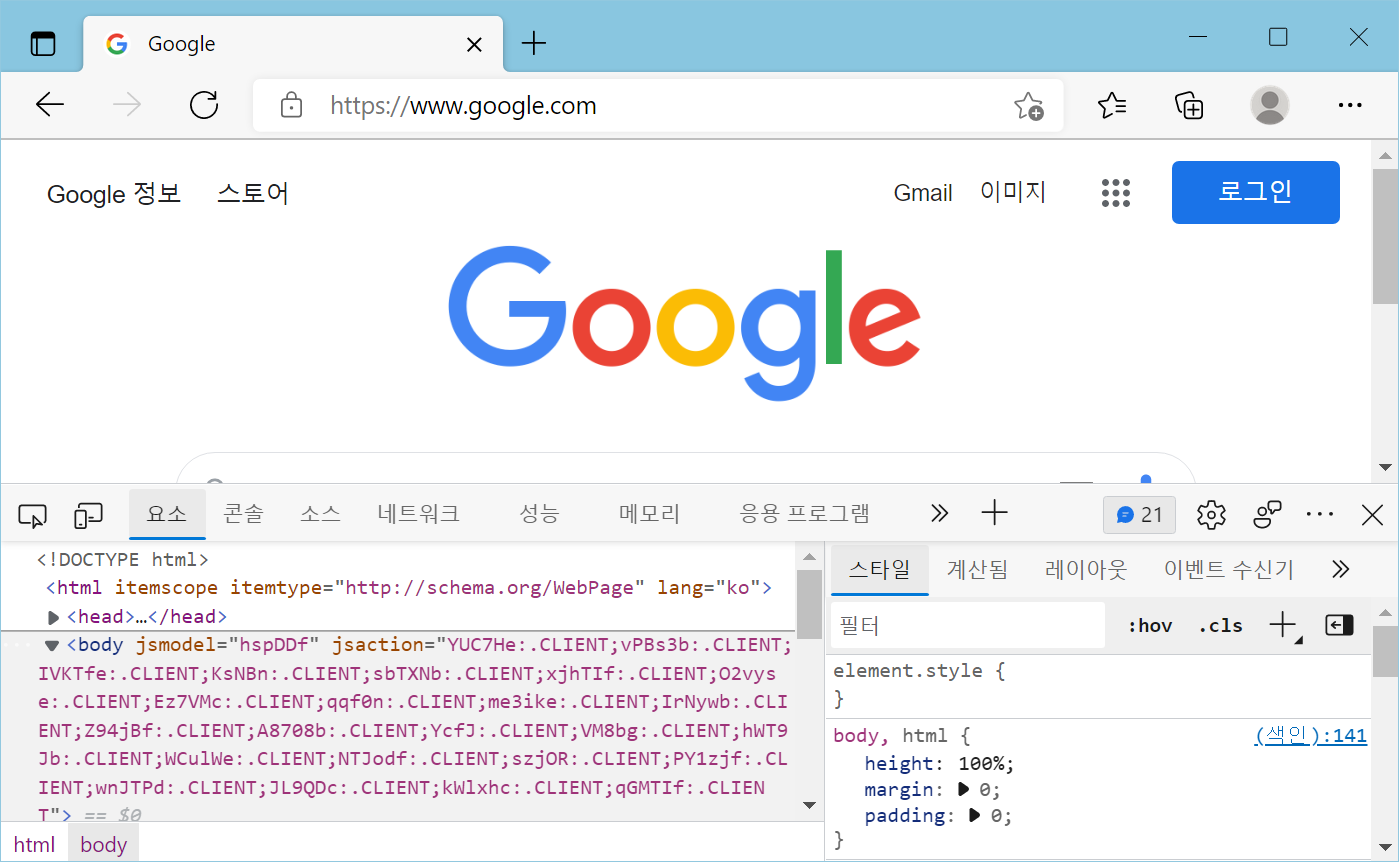 Google
https://www.google.com
Google 정보 스토어 Gmail 이미지 로그인
Google
요소 콘솔 소스 네트워크 성능 메모리 응용 프로그램 21
<!DOCTYPE html>
<html itemscope itemtype="http://schema.org/WebPage" lang="ko">
<head>…</head>
<body jsmodel="hspDDf" jsaction="YUC7He:.CLIENT;vPBs3b:.CLIENT;
IVKTfe:.CLIENT;KsNBn:.CLIENT;sbTXNb:.CLIENT;xjhTIf:.CLIENT;O2vys
e:.CLIENT;Ez7VMc:.CLIENT;qqf0n:.CLIENT;me3ike:.CLIENT;IrNywb:.CLI
ENT;Z94jBf:.CLIENT;A8708b:.CLIENT;YcfJ:.CLIENT;VM8bg:.CLIENT;hWT9
Jb:.CLIENT;WCulWe:.CLIENT;NTJodf:.CLIENT;szjOR:.CLIENT;PY1zjf:.CL
IENT;wnJTPd:.CLIENT;JL9QDc:.CLIENT;kWlxhc:.CLIENT;qGMTIf:.CLIEN
T"> == $0
html body
스타일 계산됨 레이아웃 이벤트 수신기
필터 :hov .cls
element.style {
}
body, html { (색인):141
height: 100%;
margin: 0;
padding: 0;
}